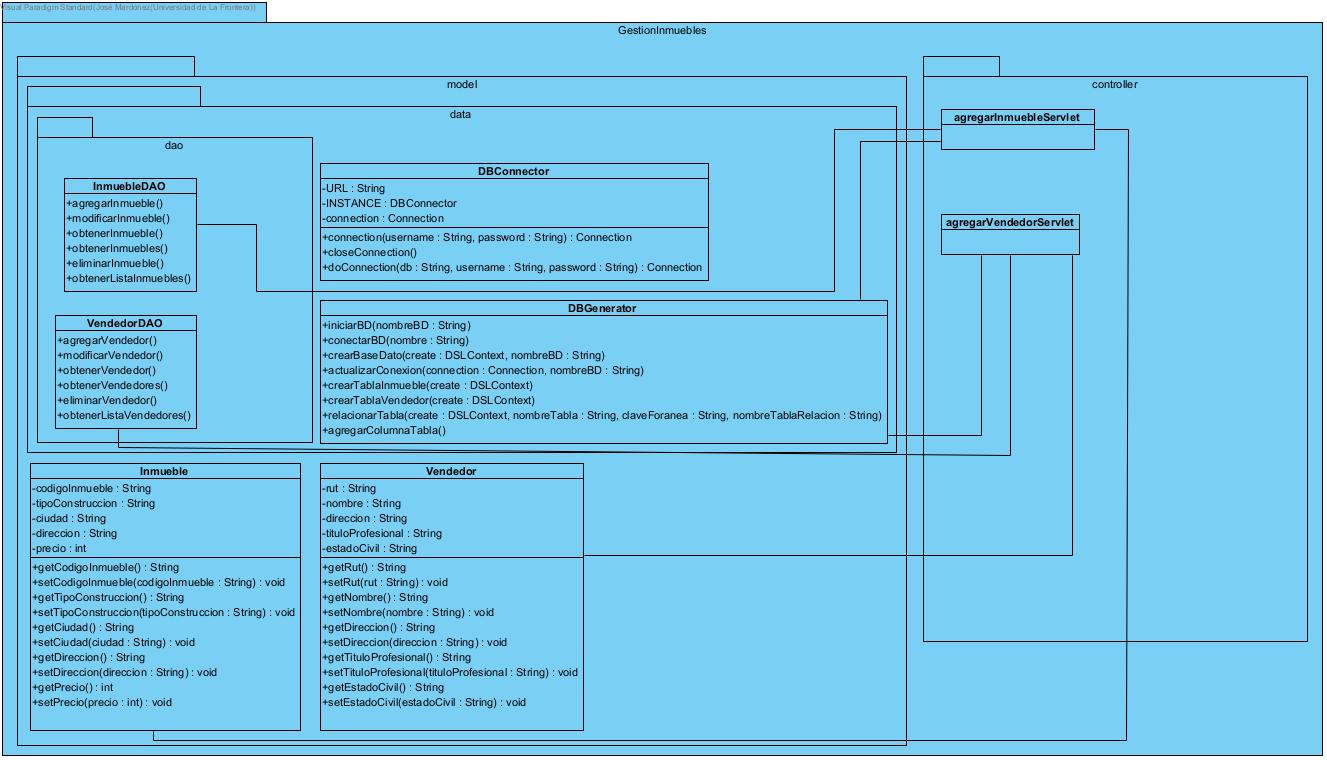 Visual Paradigm Standard(José Mardonez(Universidad de La Frontera))
GestionInmuebles
model
data
dao
InmuebleDAO
+agregarInmueble()
+modificarInmueble()
+obtenerInmueble()
+obtenerInmuebles()
+eliminarInmueble()
+obtenerListaInmuebles()
VendedorDAO
+agregarVendedor()
+modificarVendedor()
+obtenerVendedor()
+obtenerVendedores()
+eliminarVendedor()
+obtenerListaVendedores()
DBConnector
-URL : String
-INSTANCE : DBConnector
-connection : Connection
+connection(username : String, password : String) : Connection
+closeConnection()
+doConnection(db : String, username : String, password : String) : Connection
DBGenerator
+iniciarBD(nombreBD : String)
+conectarBD(nombre : String)
+crearBaseDato(create : DSLContext, nombreBD : String)
+actualizarConexion(connection : Connection, nombreBD : String)
+crearTablaInmueble(create : DSLContext)
+crearTablaVendedor(create : DSLContext)
+relacionarTabla(create : DSLContext, nombreTabla : String, claveForanea : String, nombreTablaRelacion : String)
+agregarColumnaTabla()
Inmueble
-codigoInmueble : String
-tipoConstruccion : String
-ciudad : String
-direccion : String
-precio : int
+getCodigoInmueble() : String
+setCodigoInmueble(codigoInmueble : String) : void
+getTipoConstruccion() : String
+setTipoConstruccion(tipoConstruccion : String) : void
+getCiudad() : String
+setCiudad(ciudad : String) : void
+getDireccion() : String
+setDireccion(direccion : String) : void
+getPrecio() : int
+setPrecio(precio : int) : void
Vendedor
-rut : String
-nombre : String
-direccion : String
-tituloProfesional : String
-estadoCivil : String
+getRut() : String
+setRut(rut : String) : void
+getNombre() : String
+setNombre(nombre : String) : void
+getDireccion() : String
+setDireccion(direccion : String) : void
+getTituloProfesional() : String
+setTituloProfesional(tituloProfesional : String) : void
+getEstadoCivil() : String
+setEstadoCivil(estadoCivil : String) : void
controller
agregarInmuebleServlet
agregarVendedorServlet